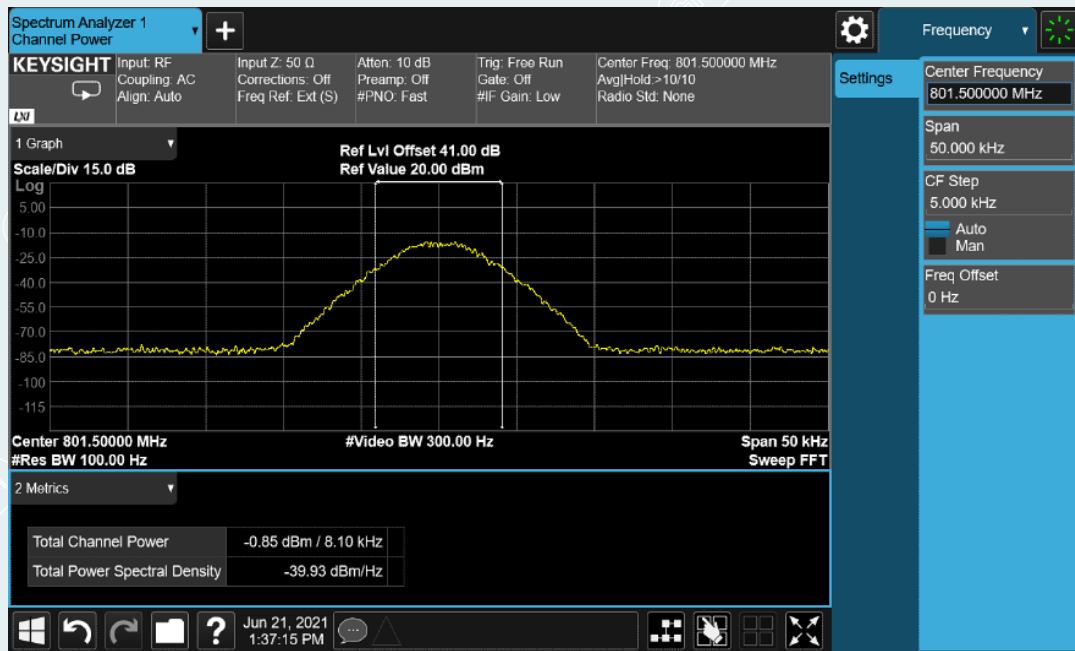 Spectrum Analyzer 1
Channel Power
Frequency
KEYSIGHT
Input: RF
Coupling: AC
Align: Auto
Input Z: 50 Ω
Corrections: Off
Freq Ref: Ext (S)
Atten: 10 dB
Preamp: Off
#PNO: Fast
Trig: Free Run
Gate: Off
#IF Gain: Low
Center Freq: 801.500000 MHz
Avg|Hold:>10/10
Radio Std: None
LXI
Settings
Center Frequency
801.500000 MHz
Span
50.000 kHz
CF Step
5.000 kHz
Auto
Man
Freq Offset
0 Hz
1 Graph
Scale/Div 15.0 dB
Ref Lvl Offset 41.00 dB
Ref Value 20.00 dBm
Log
5.00
-10.0
-25.0
-40.0
-55.0
-70.0
-85.0
-100
-115
Center 801.50000 MHz
#Res BW 100.00 Hz
#Video BW 300.00 Hz
Span 50 kHz
Sweep FFT
2 Metrics
Total Channel Power -0.85 dBm / 8.10 kHz
Total Power Spectral Density -39.93 dBm/Hz
?
Jun 21, 2021
1:37:15 PM